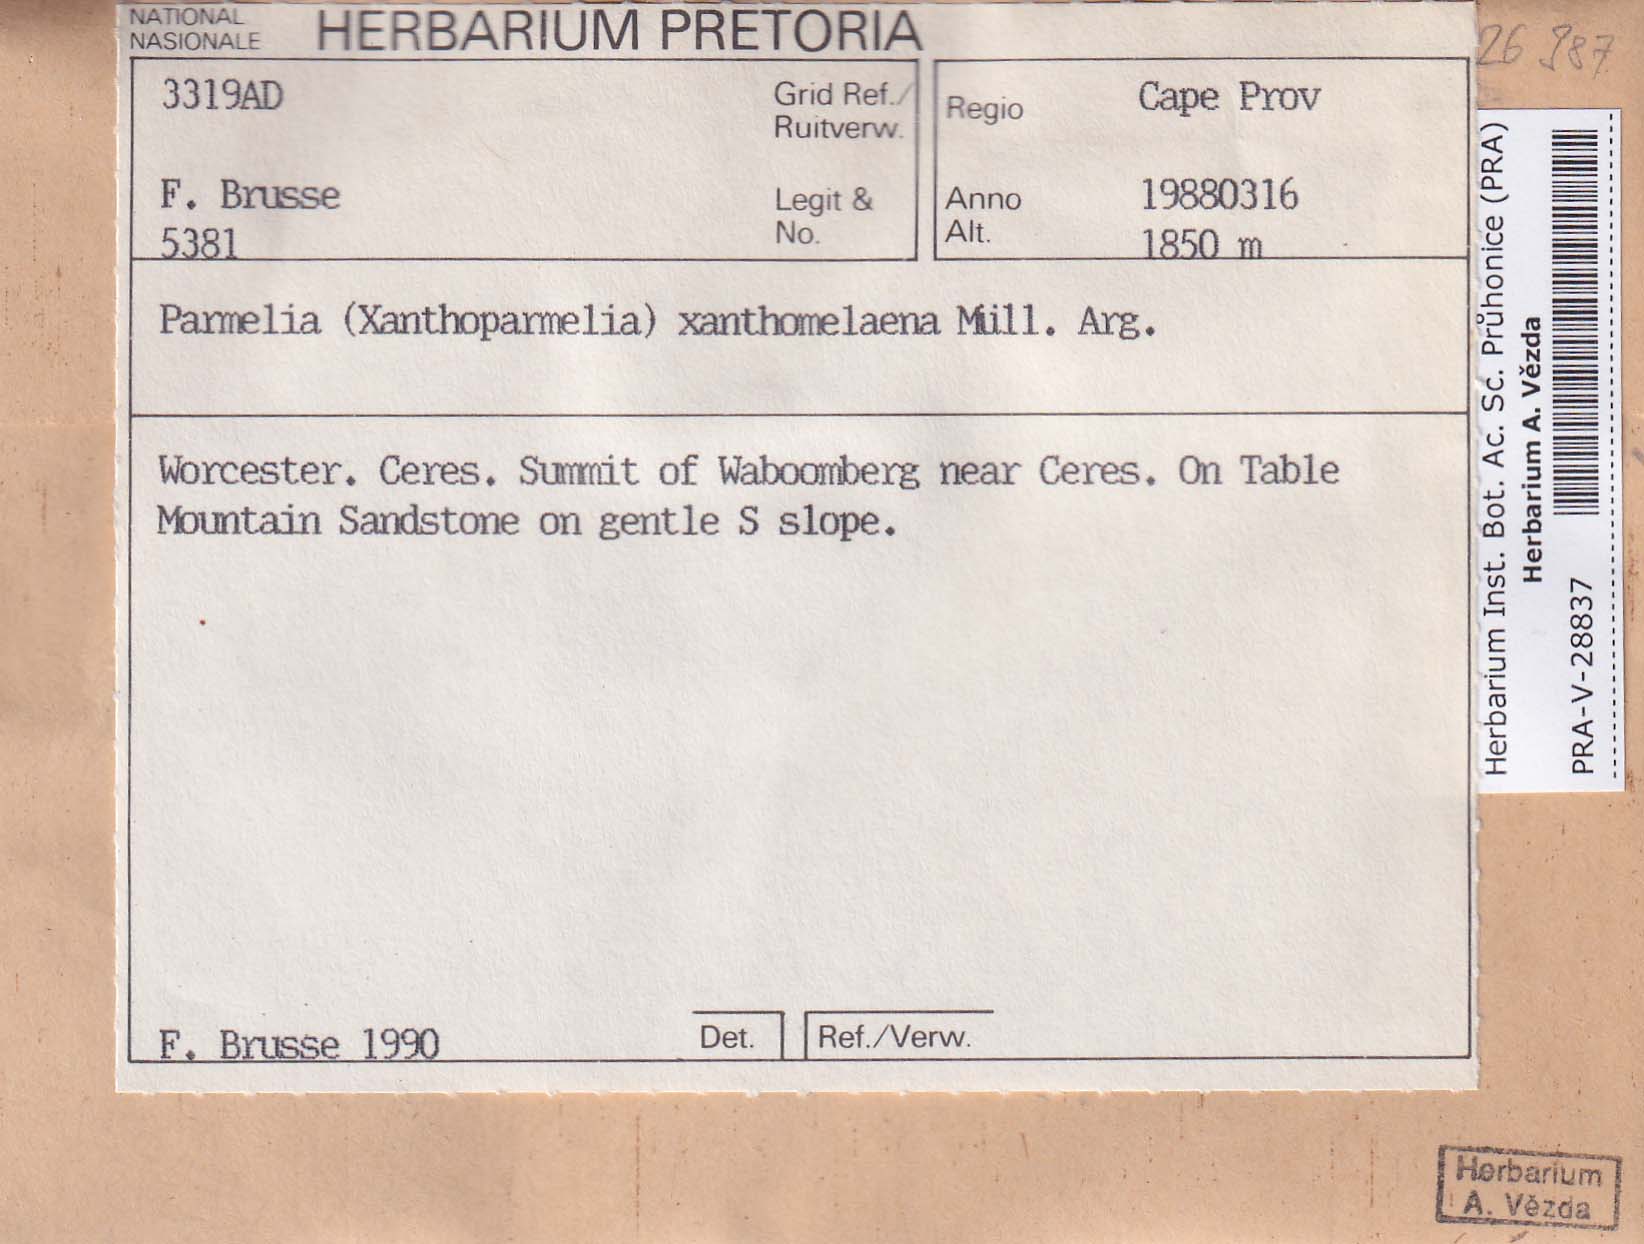 NATIONAL
NASIONALE
HERBARIUM PRETORIA
26 987
3319AD
Grid Ref./
Ruitverw.
Regio
Cape Prov
F. Brusse
Legit &
5381
No.
Anno
19880316
Alt.
1850 m
Parmelia (Xanthoparmelia) xanthomelaena Müll. Arg.
Worcester. Ceres. Summit of Waboomberg near Ceres. On Table
Mountain Sandstone on gentle S slope.
F. Brusse 1990
Det.
Ref./Verw.
Herbarium Inst. Bot. Ac. Sc. Průhonice (PRA)
Herbarium A. Vězda
PRA-V-28837
Herbarium
A. Vězda